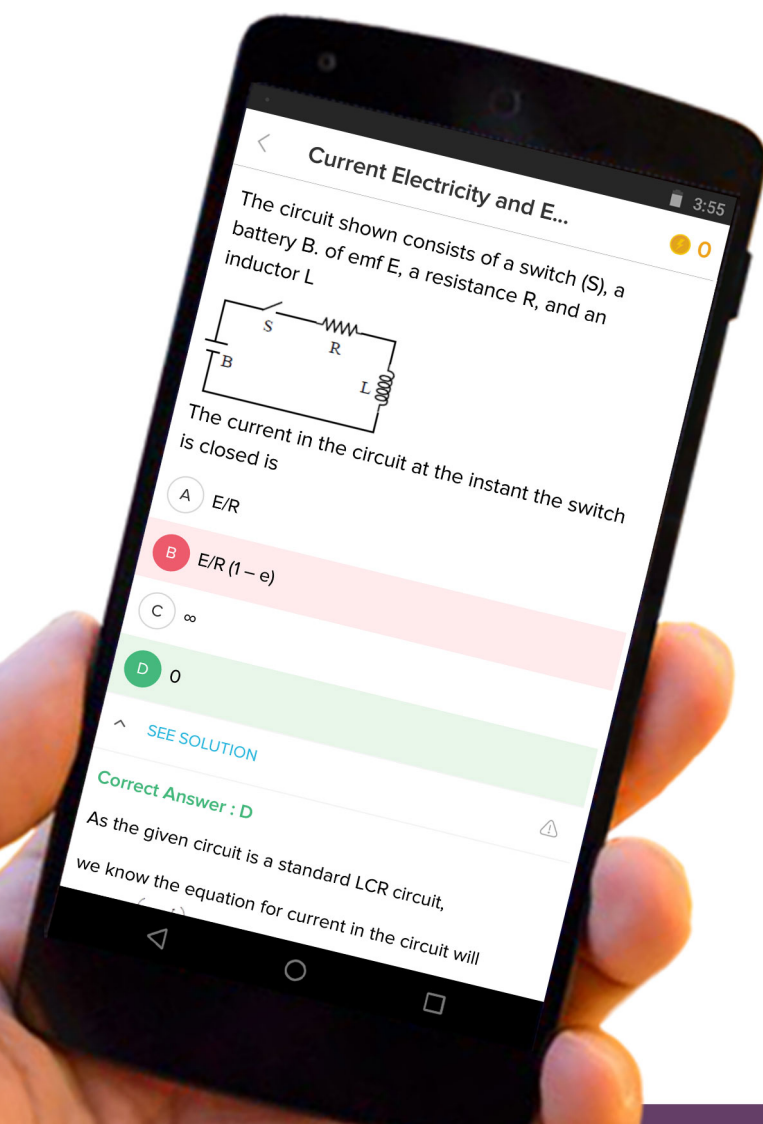 3:55
Current Electricity and E...
0
The circuit shown consists of a switch (S), a
battery B. of emf E, a resistance R, and an
inductor L
S
R
B
L
The current in the circuit at the instant the switch
is closed is
A E/R
B E/R (1 – e)
C ∞
D 0
SEE SOLUTION
Correct Answer : D
As the given circuit is a standard LCR circuit,
we know the equation for current in the circuit will